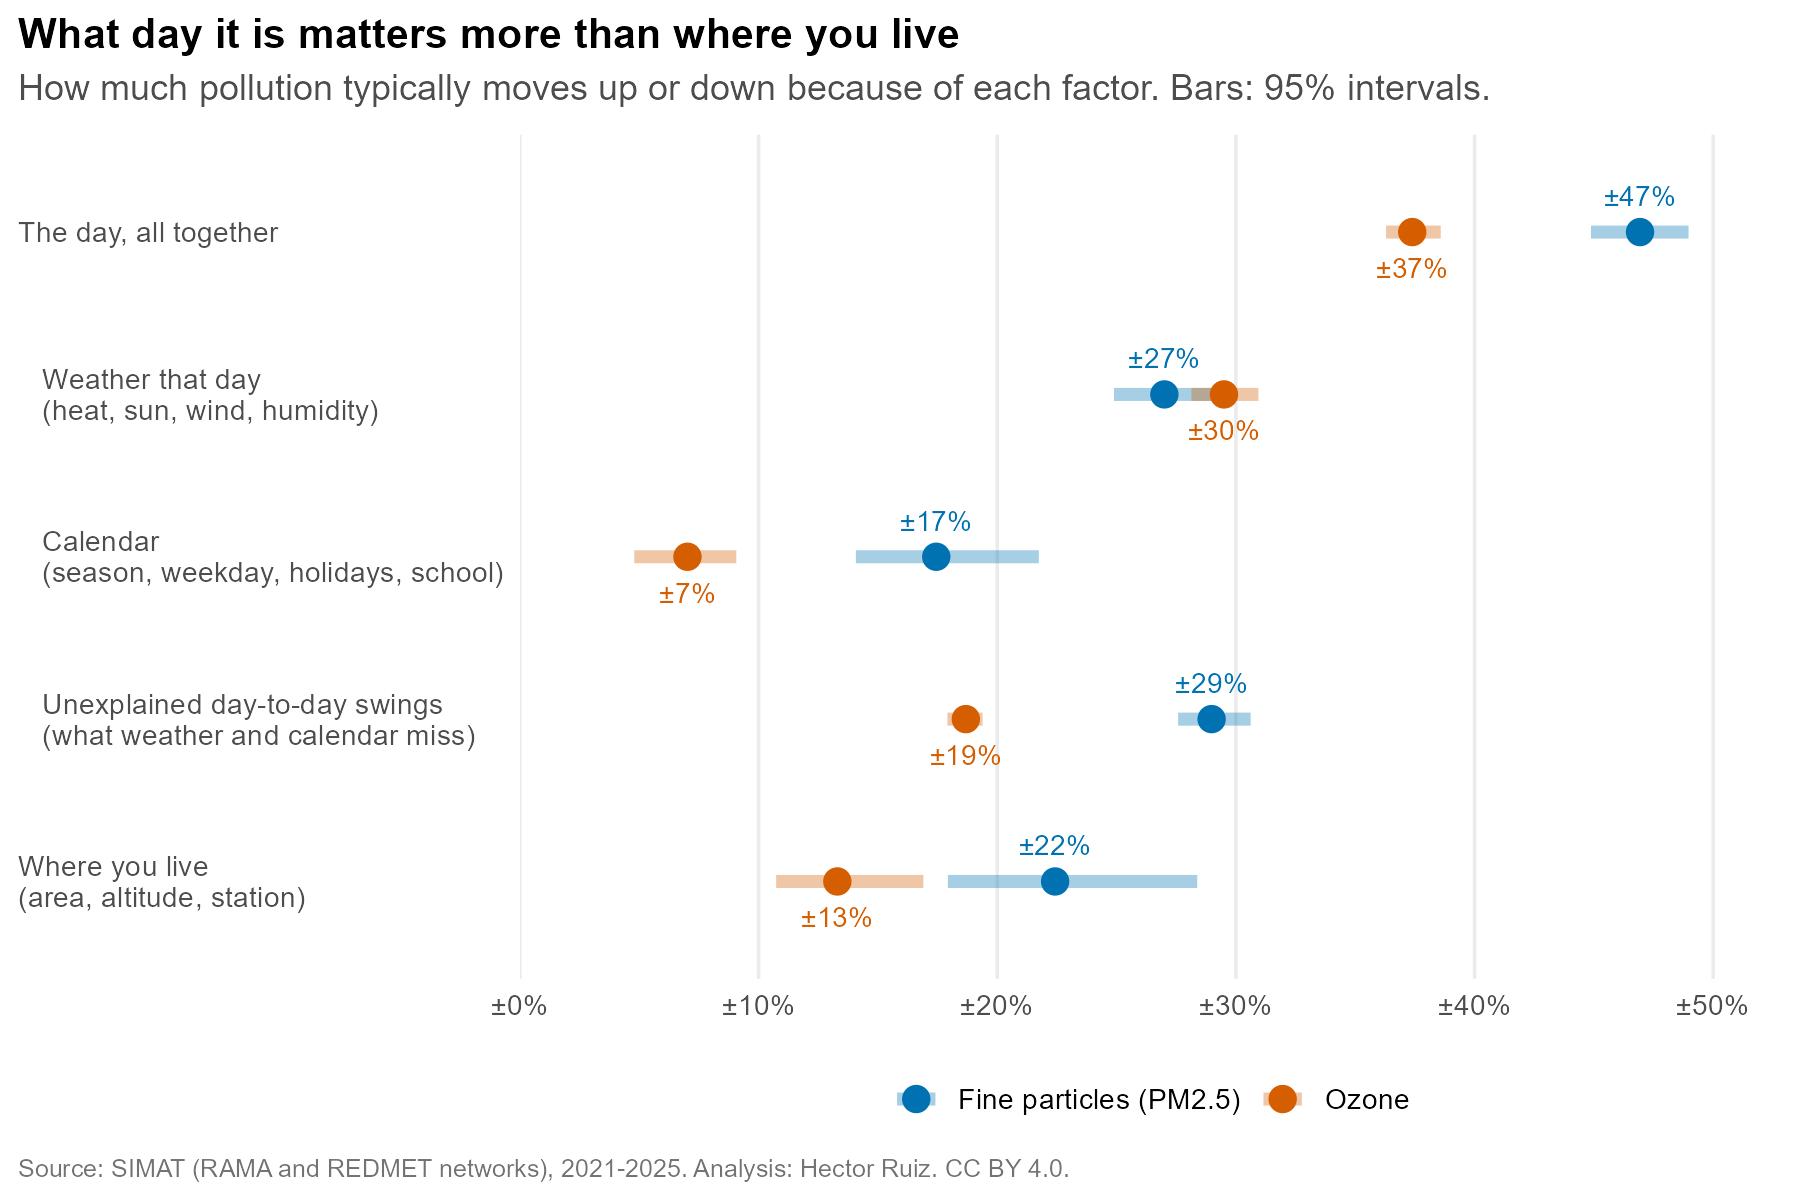 What day it is matters more than where you live
How much pollution typically moves up or down because of each factor. Bars: 95% intervals.
±47%
The day, all together
±37%
±27%
Weather that day
(heat, sun, wind, humidity)
±30%
±17%
Calendar
(season, weekday, holidays, school)
±7%
±29%
Unexplained day-to-day swings
(what weather and calendar miss)
±19%
±22%
Where you live
(area, altitude, station)
±13%
±0% ±10% ±20% ±30% ±40% ±50%
Fine particles (PM2.5) Ozone
Source: SIMAT (RAMA and REDMET networks), 2021-2025. Analysis: Hector Ruiz. CC BY 4.0.